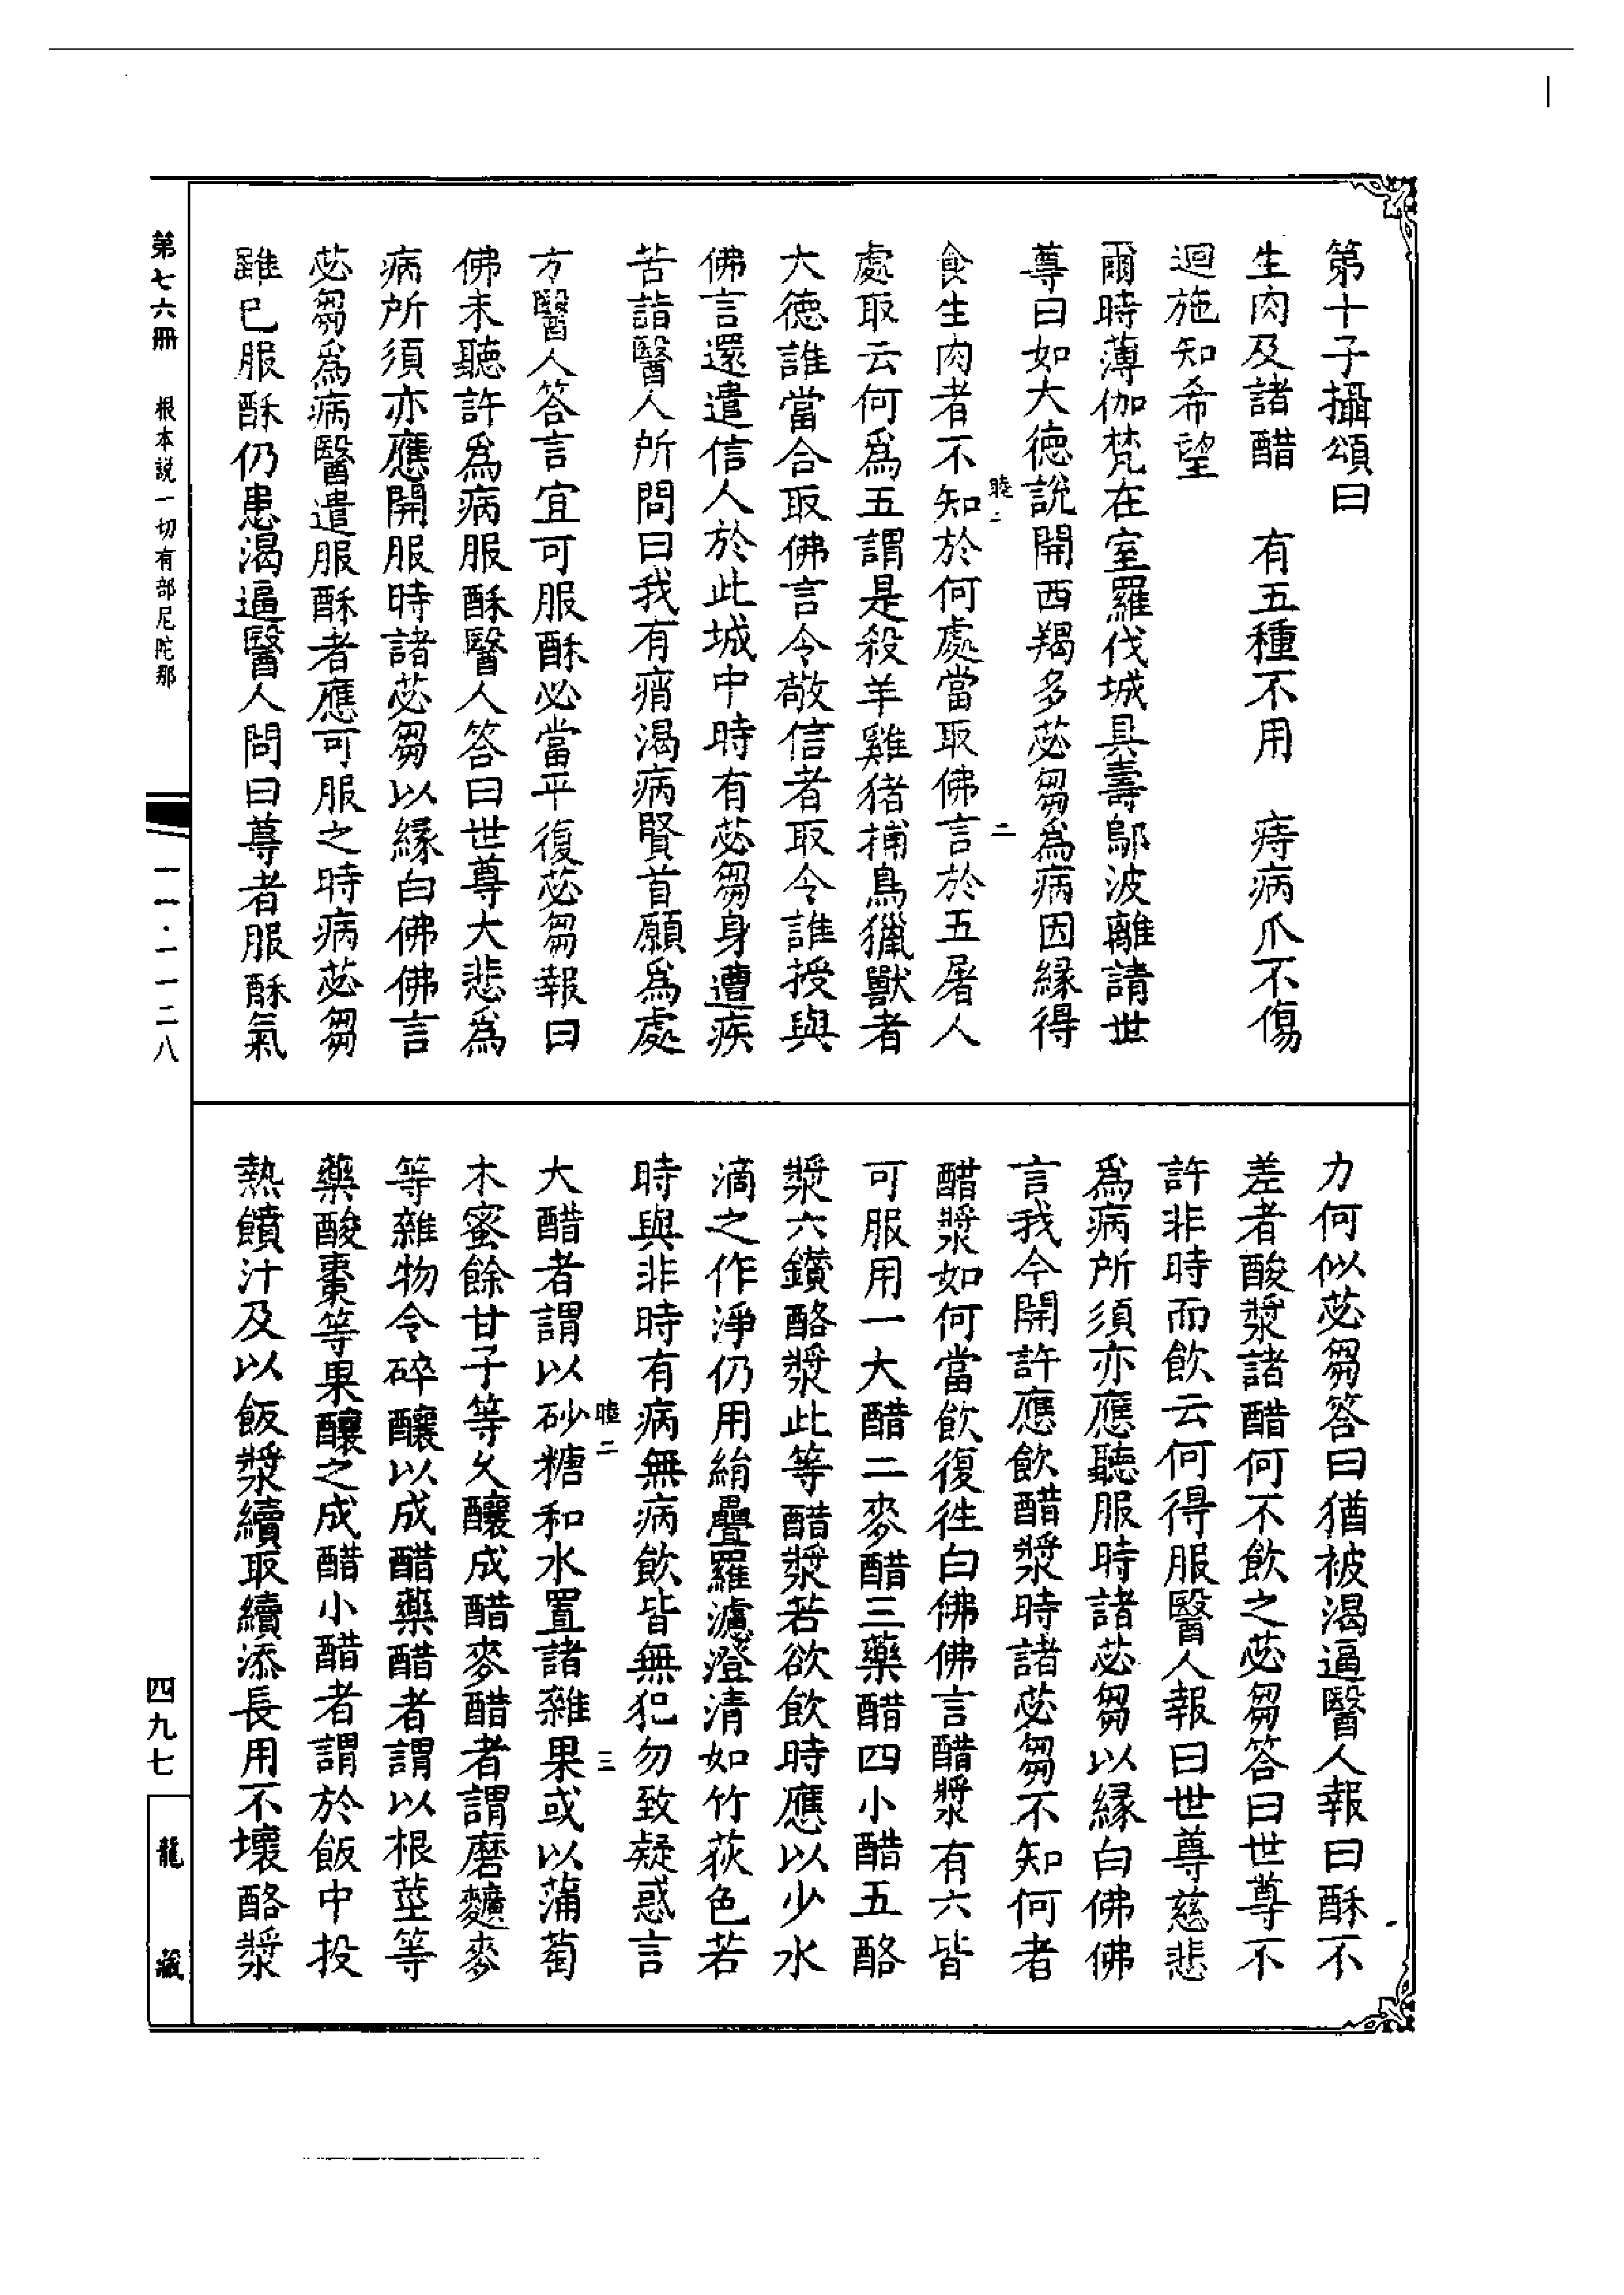 第十子攝頌曰
生肉及諸醋　有五種不用　痔病爪不傷
迴施知希望
爾時薄伽梵在室羅伐城具壽鄔波離請世
尊曰如大德說開西羯多苾芻爲病因緣得
食生肉者不知於何處當取佛言於五屠人
睦二
二
處取云何爲五謂是殺羊雞猪捕鳥獵獸者
大德誰當合取佛言令敬信者取令誰授與
佛言還遣信人於此城中時有苾芻身遭疾
苦詣醫人所問曰我有痟渴病賢首願爲處
方醫人答言宜可服酥必當平復苾芻報曰
佛未聽許爲病服酥醫人答曰世尊大悲爲
病所須亦應開服時諸苾芻以緣白佛佛言
苾芻爲病醫遣服酥者應可服之時病苾芻
雖已服酥仍患渴逼醫人問曰尊者服酥氣
力何似苾芻答曰猶被渴逼醫人報曰酥不
差者酸漿諸醋何不飲之苾芻答曰世尊不
許非時而飲云何得服醫人報曰世尊慈悲
爲病所須亦應聽服時諸苾芻以緣白佛佛
言我今開許應飲醋漿時諸苾芻不知何者
醋漿如何當飲復往白佛佛言醋漿有六皆
可服用一大醋二麥醋三藥醋四小醋五酪
漿六鑽酪漿此等醋漿若欲飲時應以少水
滴之作淨仍用絹疊羅濾澄清如竹荻色若
時與非時有病無病飲皆無犯勿致疑惑言
睦二
三
大醋者謂以砂糖和水置諸雜果或以蒲萄
木蜜餘甘子等久釀成醋麥醋者謂磨䴰麥
等雜物令碎釀以成醋藥醋者謂以根莖等
藥酸棗等果釀之成醋小醋者謂於飯中投
熱饙汁及以飯漿續取續添長用不壞酪漿
第七六冊　根本説一切有部尼陀那
一一·一一二八
四九七
龍藏